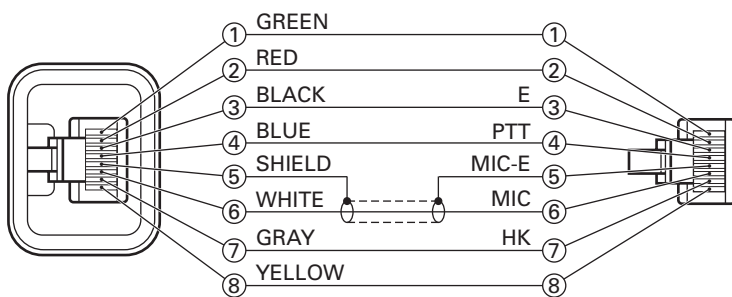 ① GREEN ①
② RED ②
③ BLACK E ③
④ BLUE PTT ④
⑤ SHIELD MIC-E ⑤
⑥ WHITE MIC ⑥
⑦ GRAY HK ⑦
⑧ YELLOW ⑧